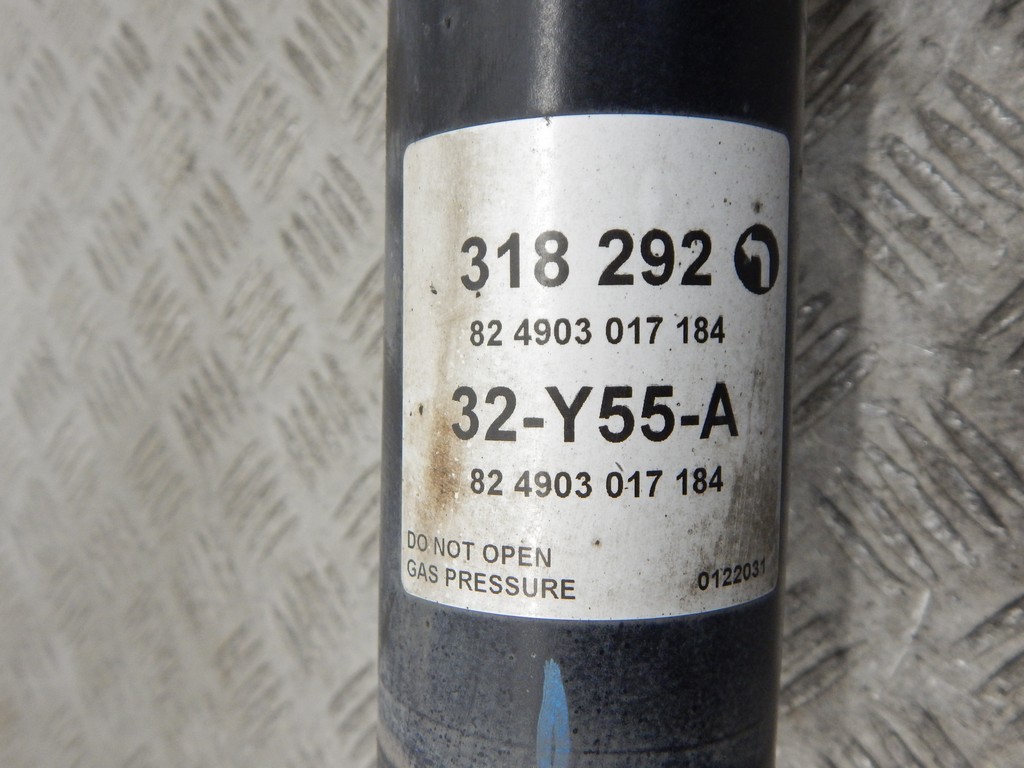 318 292
82 4903 017 184
32-Y55-A
82 4903 017 184
DO NOT OPEN
GAS PRESSURE
0122031